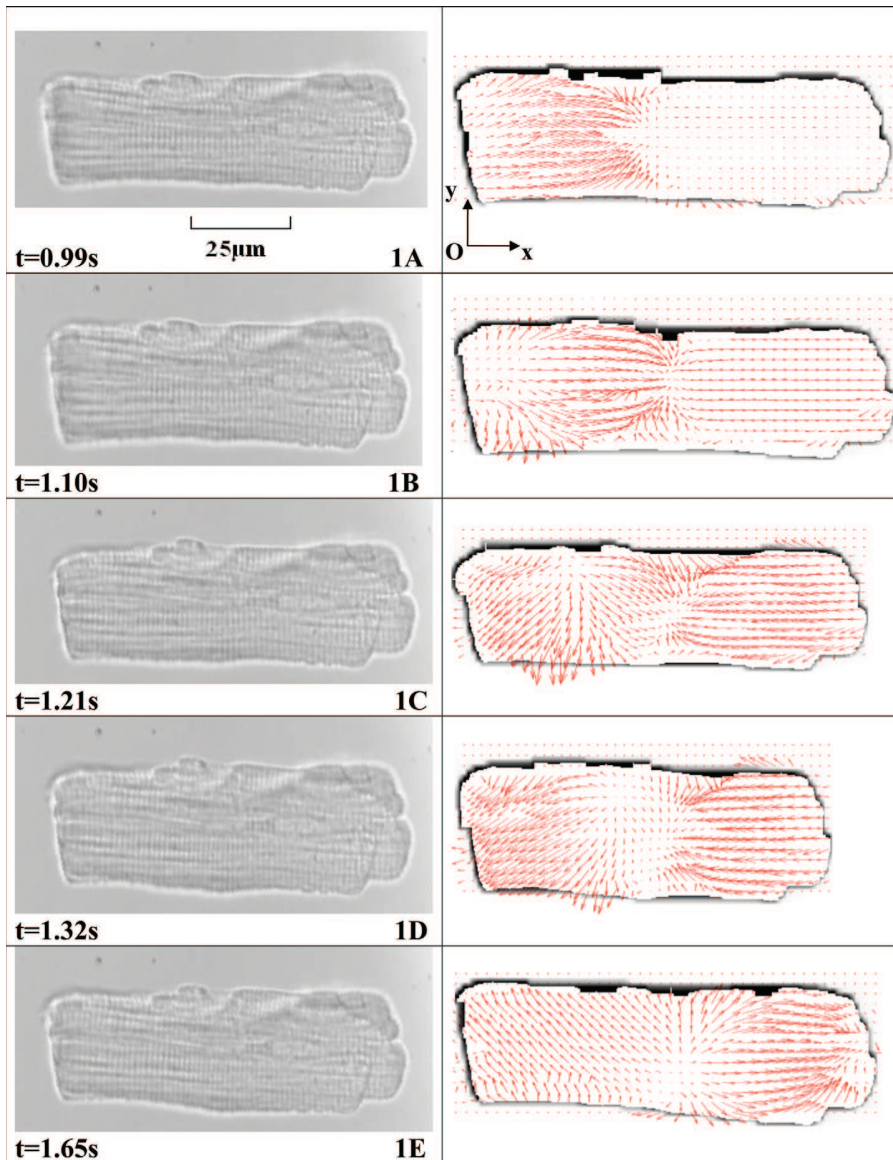 y
O
x
25μm
t=0.99s
1A
t=1.10s
1B
t=1.21s
1C
t=1.32s
1D
t=1.65s
1E